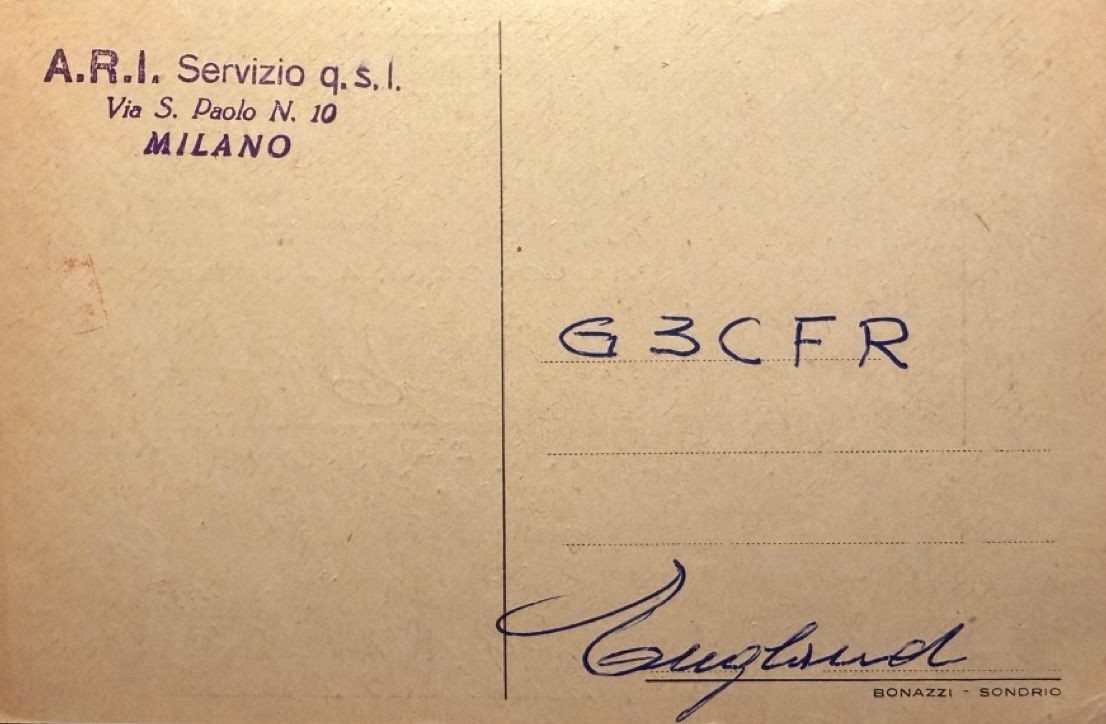 A.R.I. Servizio q.s.l.
Via S. Paolo N. 10
MILANO
G3CFR
England
BONAZZI - SONDRIO